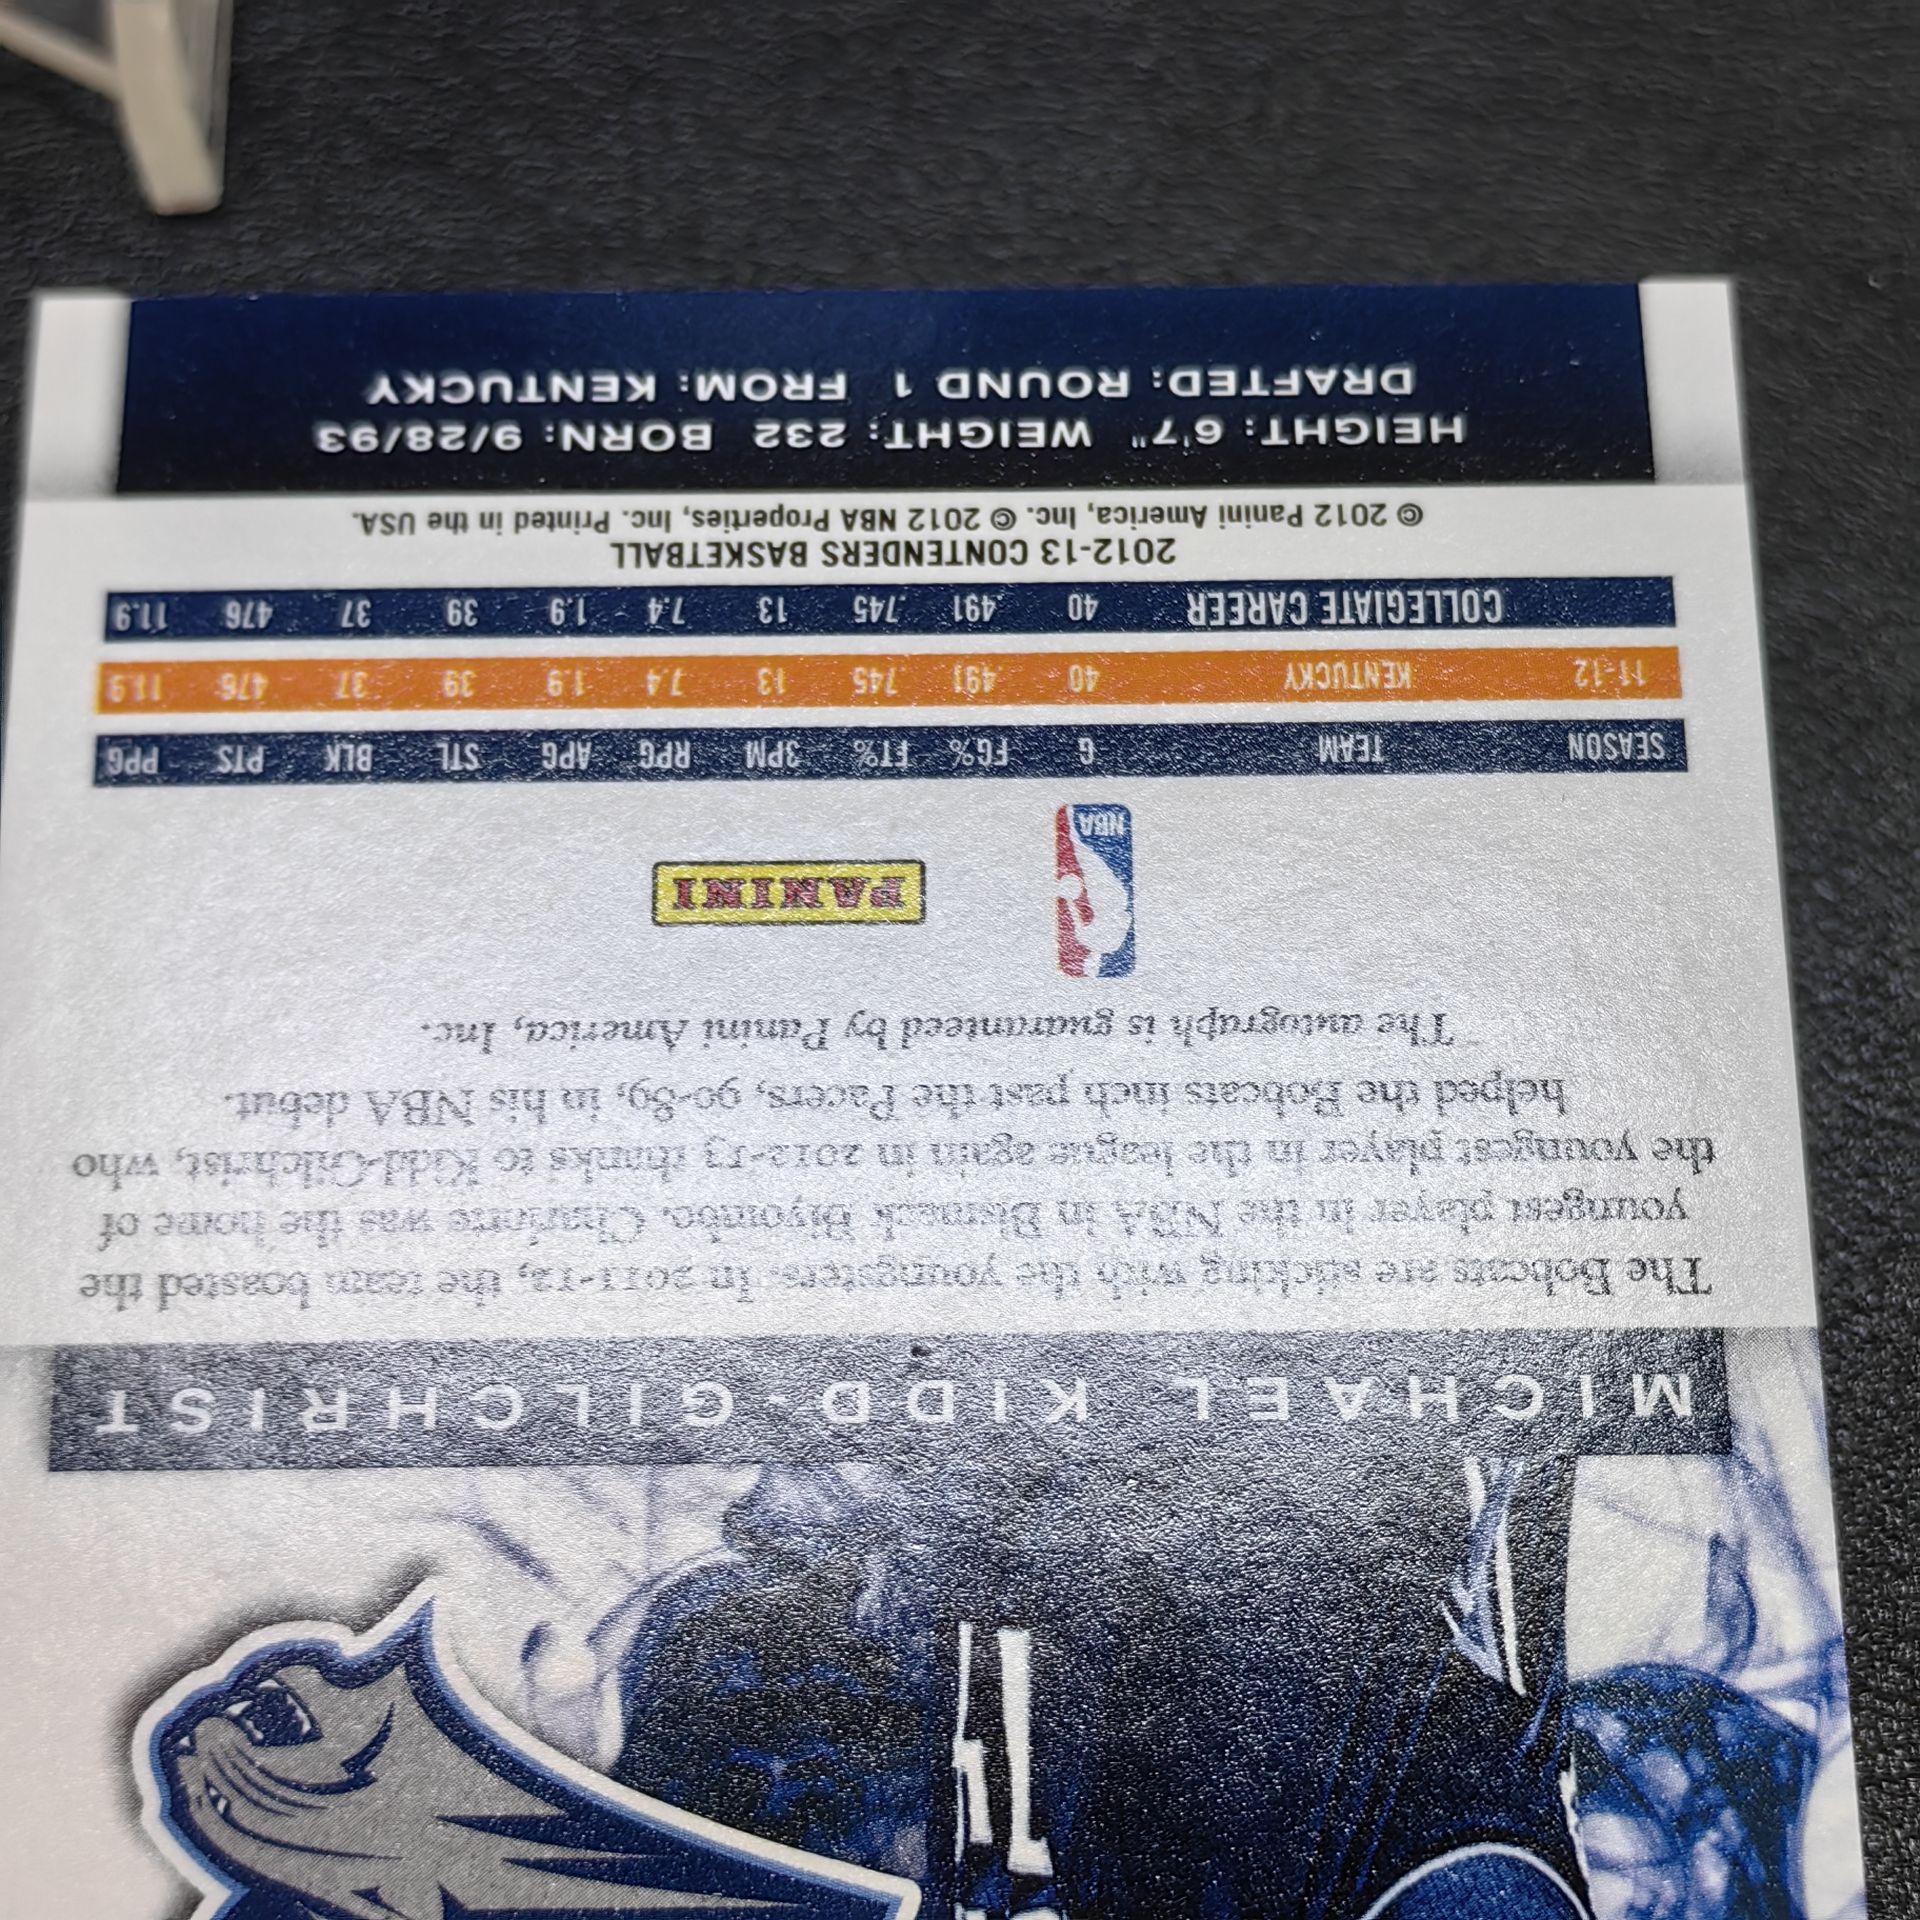 MICHAEL KIDD-GILCHRIST
The Bobcats are sticking with the youngsters. In 2011-12, the team boasted the
youngest player in the NBA in Bismack Biyombo. Charlotte was the home of
the youngest player in the league again in 2012-13 thanks to Kidd-Gilchrist, who
helped the Bobcats inch past the Pacers, 90-89, in his NBA debut.
The autograph is guaranteed by Panini America, Inc.
NBA
PANINI
SEASON TEAM G FG% FT% 3PM RPG APG STL BLK PTS PPG
11-12 KENTUCKY 40 .491 .745 13 7.4 1.9 39 37 476 11.9
COLLEGIATE CAREER 40 .491 .745 13 7.4 1.9 39 37 476 11.9
2012-13 CONTENDERS BASKETBALL
© 2012 Panini America, Inc. © 2012 NBA Properties, Inc. Printed in the USA.
HEIGHT: 6'7" WEIGHT: 232 BORN: 9/28/93
DRAFTED: ROUND 1 FROM: KENTUCKY